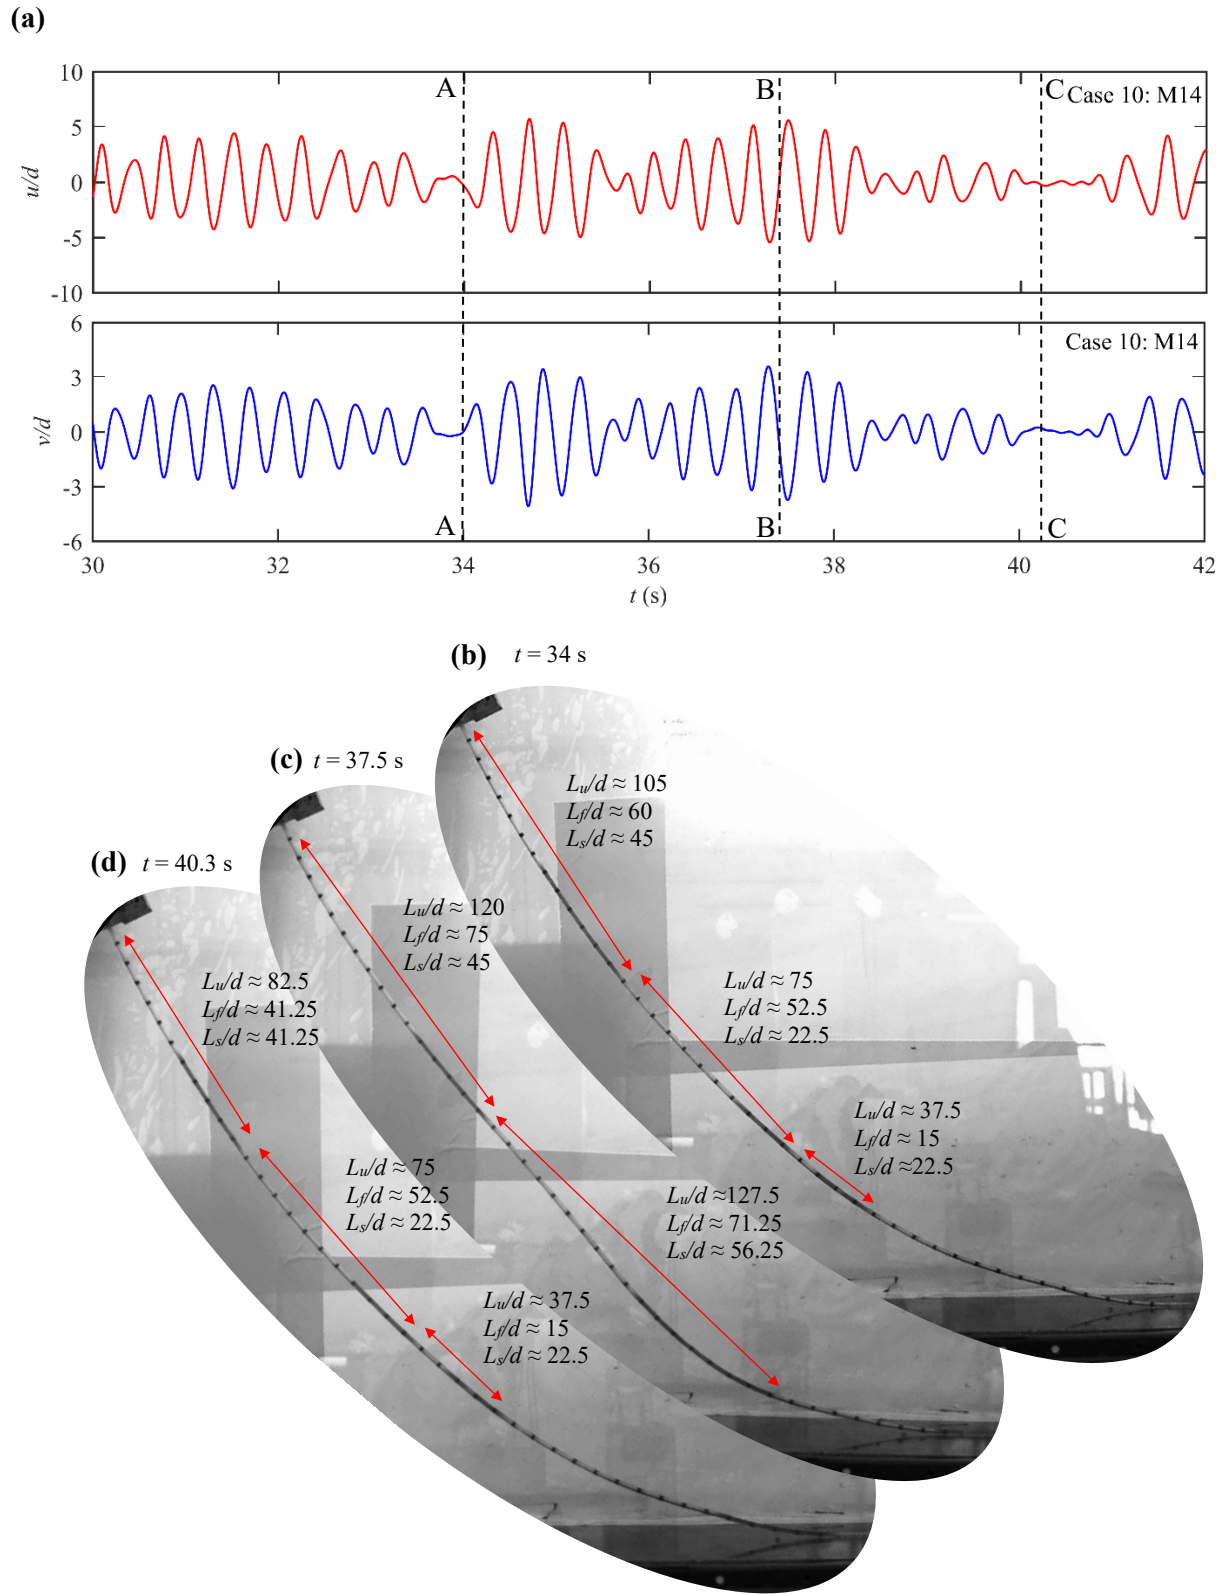 (a)
10
5
0
-5
-10
u/d
A
B
C
Case 10: M14
6
3
0
-3
-6
v/d
Case 10: M14
A
B
C
30
32
34
36
38
40
42
t (s)
(b) t = 34 s
Lu/d ≈ 105
Lf/d ≈ 60
Ls/d ≈ 45
Lu/d ≈ 75
Lf/d ≈ 52.5
Ls/d ≈ 22.5
Lu/d ≈ 37.5
Lf/d ≈ 15
Ls/d ≈22.5
(c) t = 37.5 s
Lu/d ≈ 120
Lf/d ≈ 75
Ls/d ≈ 45
Lu/d ≈127.5
Lf/d ≈ 71.25
Ls/d ≈ 56.25
(d) t = 40.3 s
Lu/d ≈ 82.5
Lf/d ≈ 41.25
Ls/d ≈ 41.25
Lu/d ≈ 75
Lf/d ≈ 52.5
Ls/d ≈ 22.5
Lu/d ≈ 37.5
Lf/d ≈ 15
Ls/d ≈ 22.5